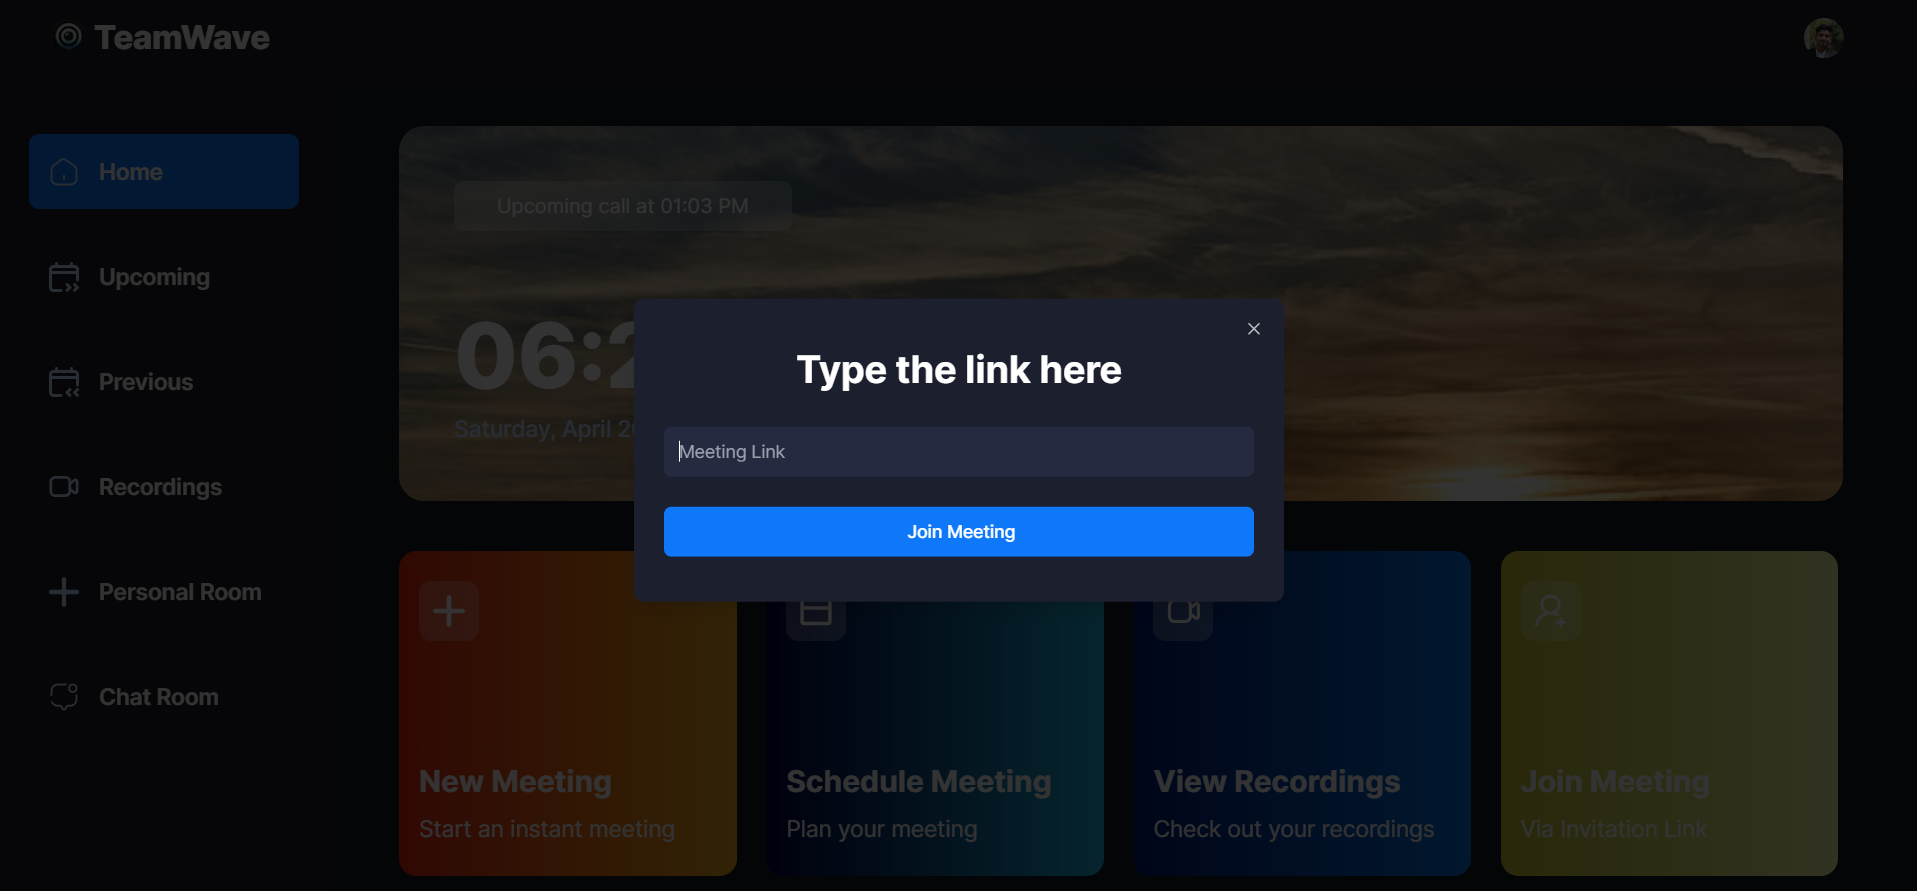 TeamWave
Home
Upcoming
Previous
Recordings
Personal Room
Chat Room
Upcoming call at 01:03 PM
06:
Saturday, April
Type the link here
Meeting Link
Join Meeting
New Meeting
Start an instant meeting
Schedule Meeting
Plan your meeting
View Recordings
Check out your recordings
Join Meeting
Via Invitation Link